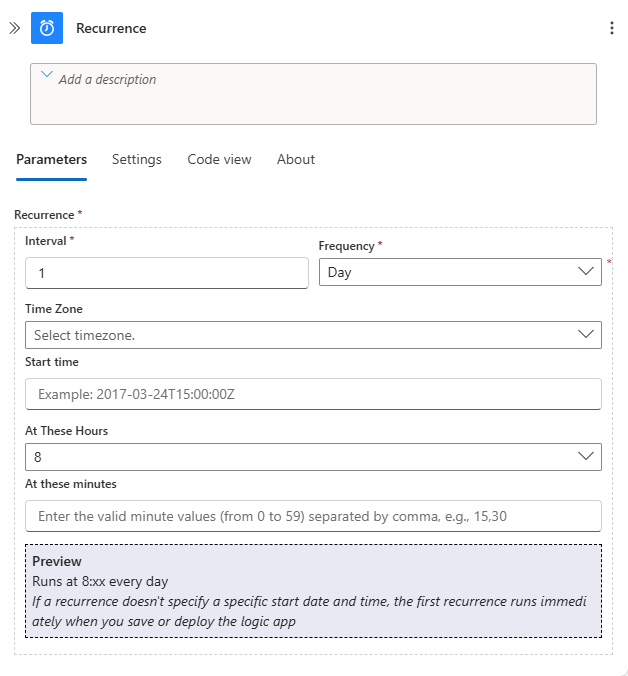 Recurrence
Add a description
Parameters Settings Code view About
Recurrence *
Interval *
Frequency *
1
Day
*
Time Zone
Select timezone.
Start time
Example: 2017-03-24T15:00:00Z
At These Hours
8
At these minutes
Enter the valid minute values (from 0 to 59) separated by comma, e.g., 15,30
Preview
Runs at 8:xx every day
If a recurrence doesn't specify a specific start date and time, the first recurrence runs immedi
ately when you save or deploy the logic app